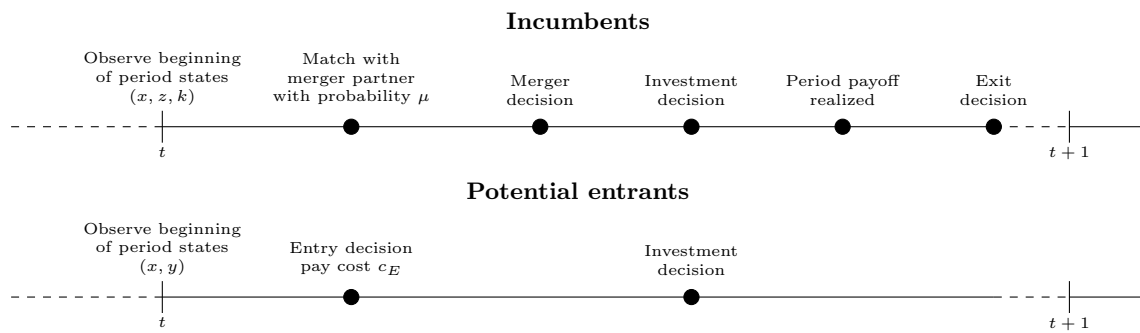 Incumbents
Observe beginning
of period states
(x, z, k)
Match with
merger partner
with probability μ
Merger
decision
Investment
decision
Period payoff
realized
Exit
decision
t
t + 1
Potential entrants
Observe beginning
of period states
(x, y)
Entry decision
pay cost c_E
Investment
decision
t
t + 1